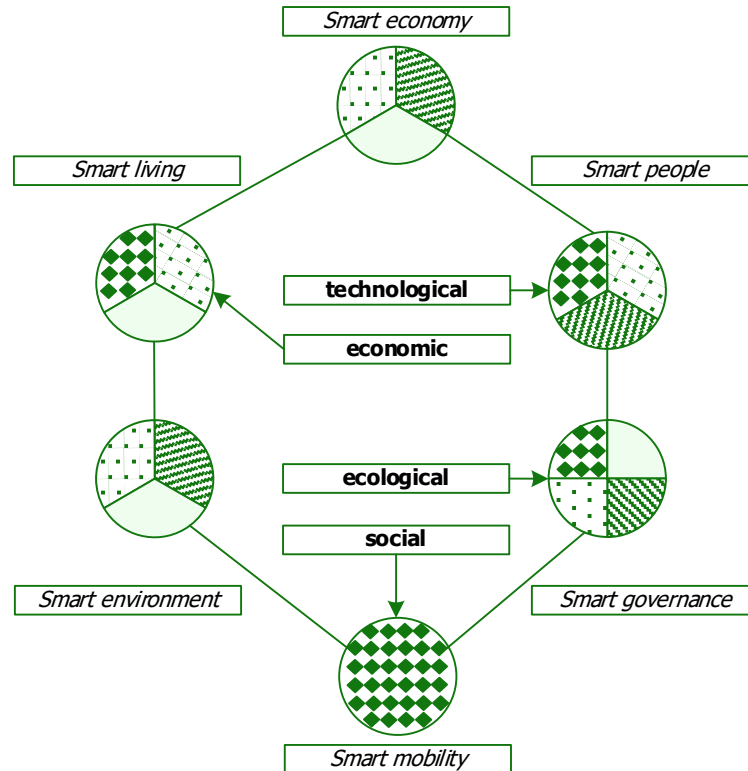 Smart economy
Smart living
Smart people
technological
economic
ecological
social
Smart environment
Smart governance
Smart mobility